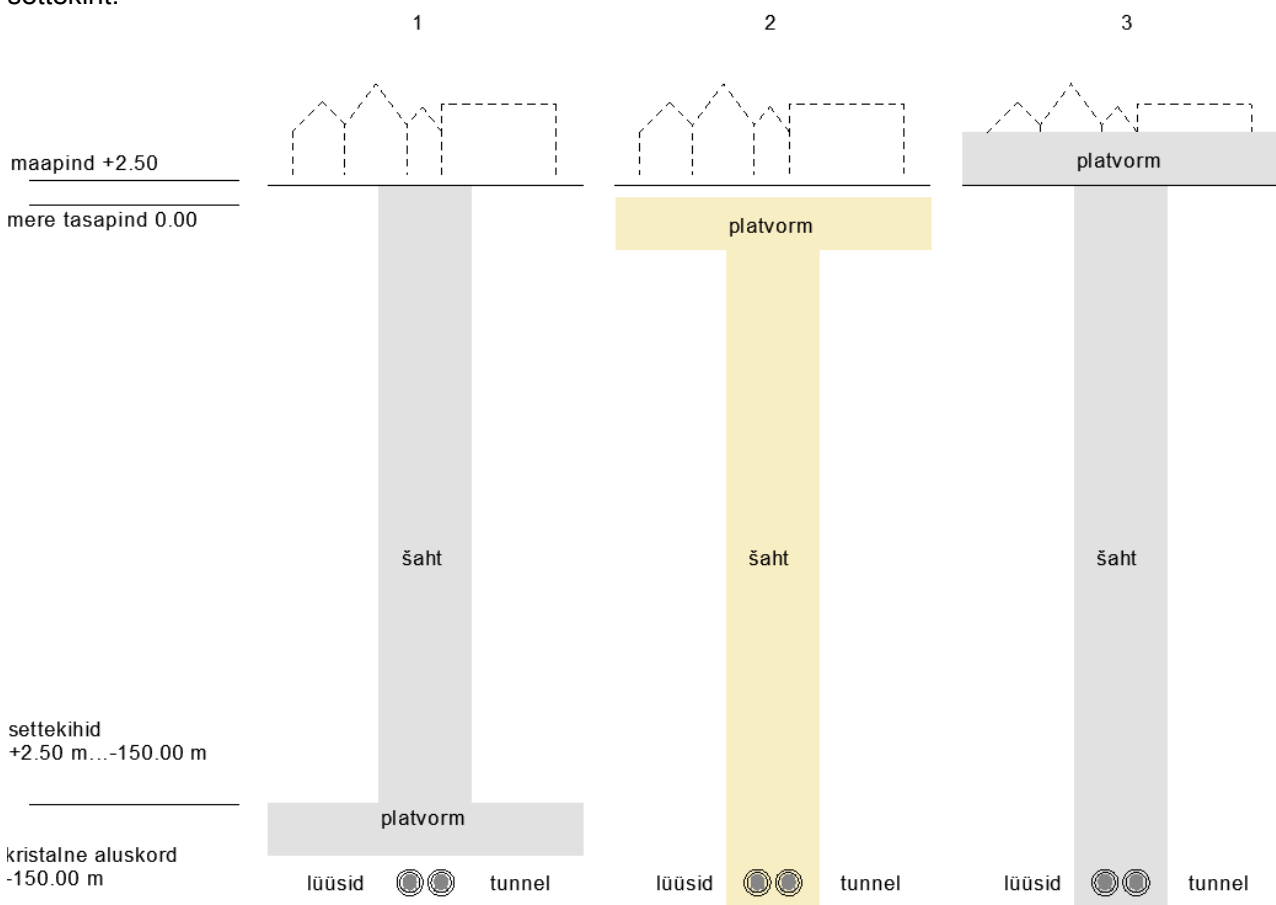 1
2
3
maapind +2.50
mere tasapind 0.00
platvorm
platvorm
šaht
šaht
šaht
settekihid
+2.50 m...-150.00 m
platvorm
kristalne aluskord
-150.00 m
lüüsid
tunnel
lüüsid
tunnel
lüüsid
tunnel